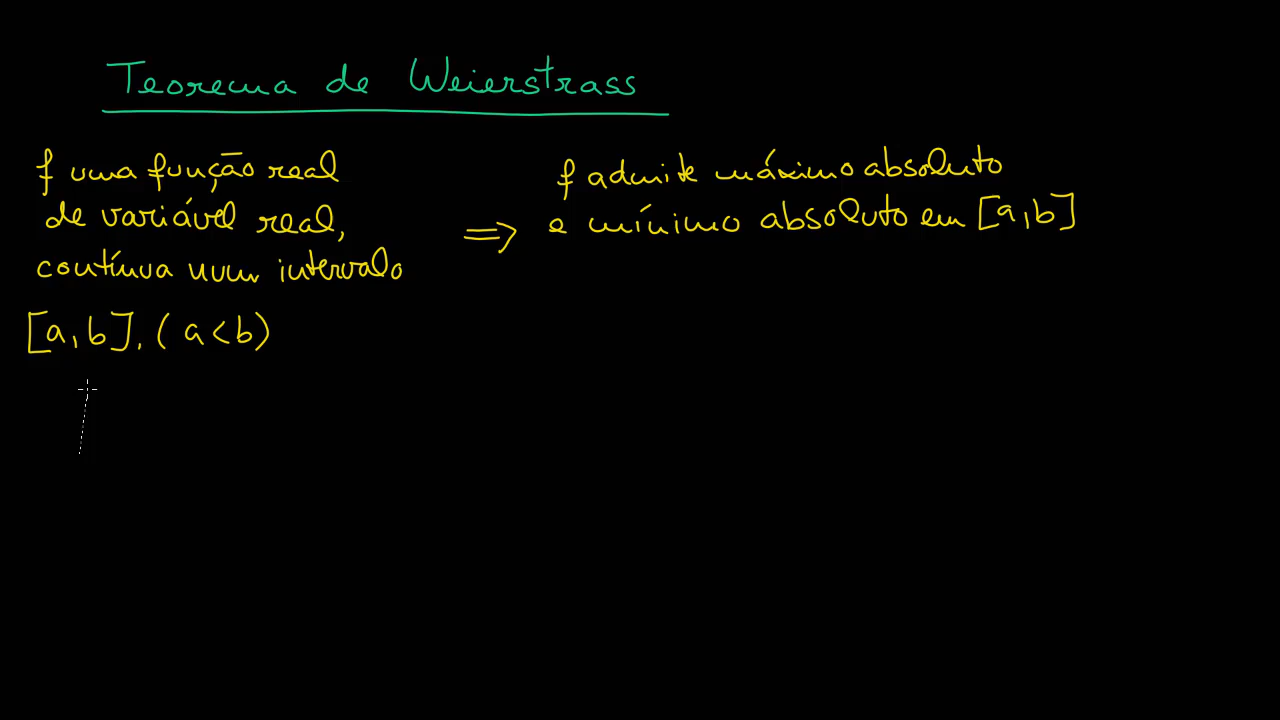 Teorema de Weierstrass
f uma função real
de variável real,
contínua num intervalo
[a,b], (a<b)
⇒
f admite máximo absoluto
e mínimo absoluto em [a,b]